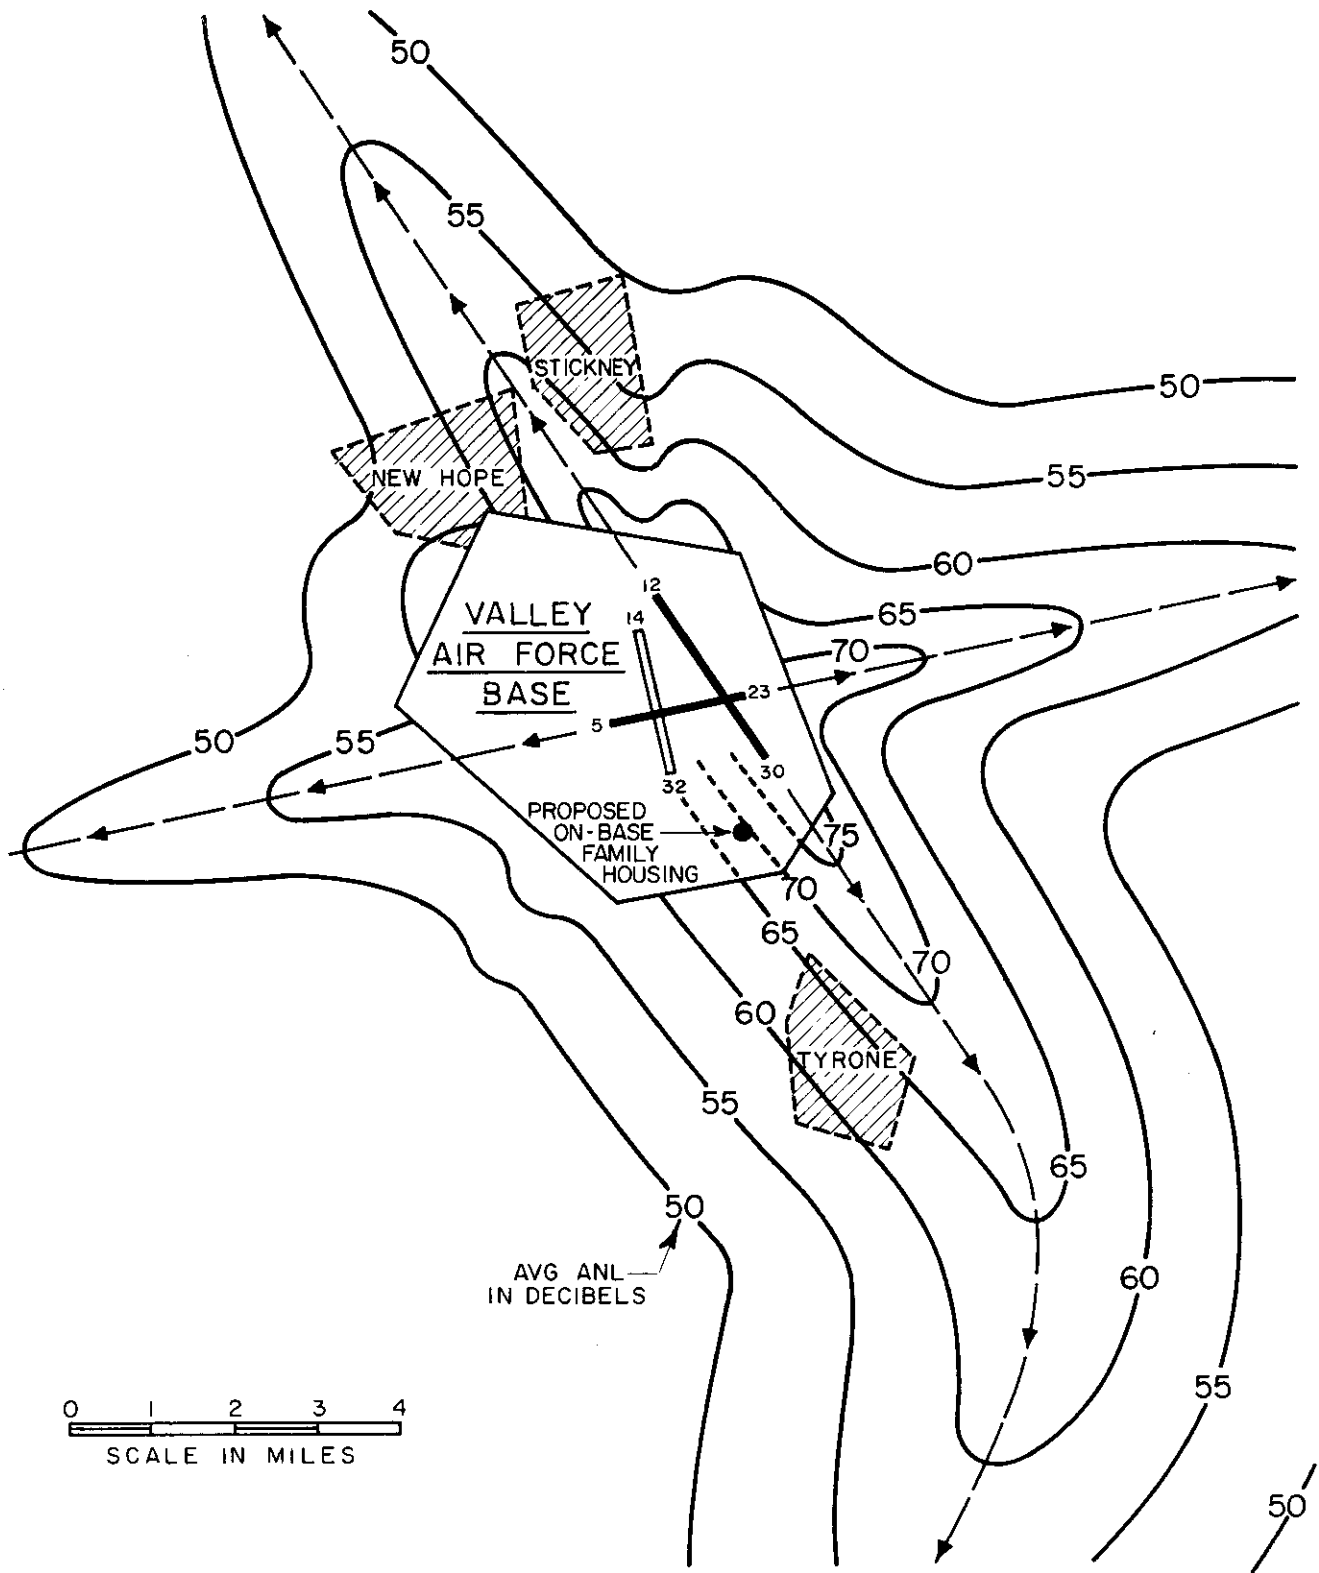 50
55
STICKNEY
50
NEW HOPE
55
60
12
14
65
VALLEY
AIR FORCE
BASE
70
23
5
50
55
30
32
PROPOSED
ON-BASE
FAMILY
HOUSING
75
70
65
70
60
TYRONE
55
65
50
AVG ANL
IN DECIBELS
60
55
0 1 2 3 4
SCALE IN MILES
50